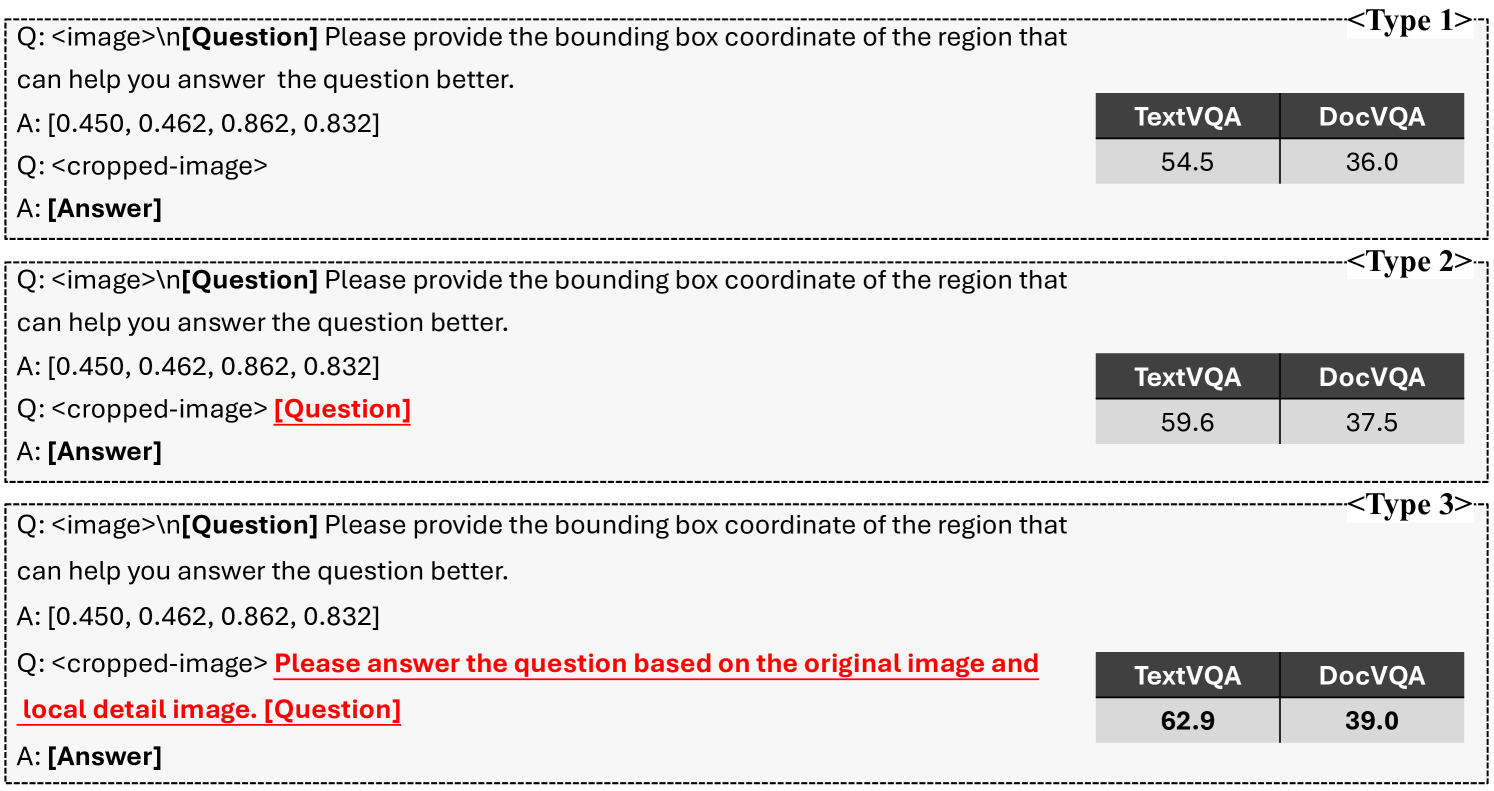 <Type 1>
Q: <image>\n[Question] Please provide the bounding box coordinate of the region that
can help you answer  the question better.
A: [0.450, 0.462, 0.862, 0.832]
Q: <cropped-image>
A: [Answer]
TextVQA DocVQA
54.5 36.0
<Type 2>
Q: <image>\n[Question] Please provide the bounding box coordinate of the region that
can help you answer the question better.
A: [0.450, 0.462, 0.862, 0.832]
Q: <cropped-image> [Question]
A: [Answer]
TextVQA DocVQA
59.6 37.5
<Type 3>
Q: <image>\n[Question] Please provide the bounding box coordinate of the region that
can help you answer the question better.
A: [0.450, 0.462, 0.862, 0.832]
Q: <cropped-image> Please answer the question based on the original image and
local detail image. [Question]
A: [Answer]
TextVQA DocVQA
62.9 39.0